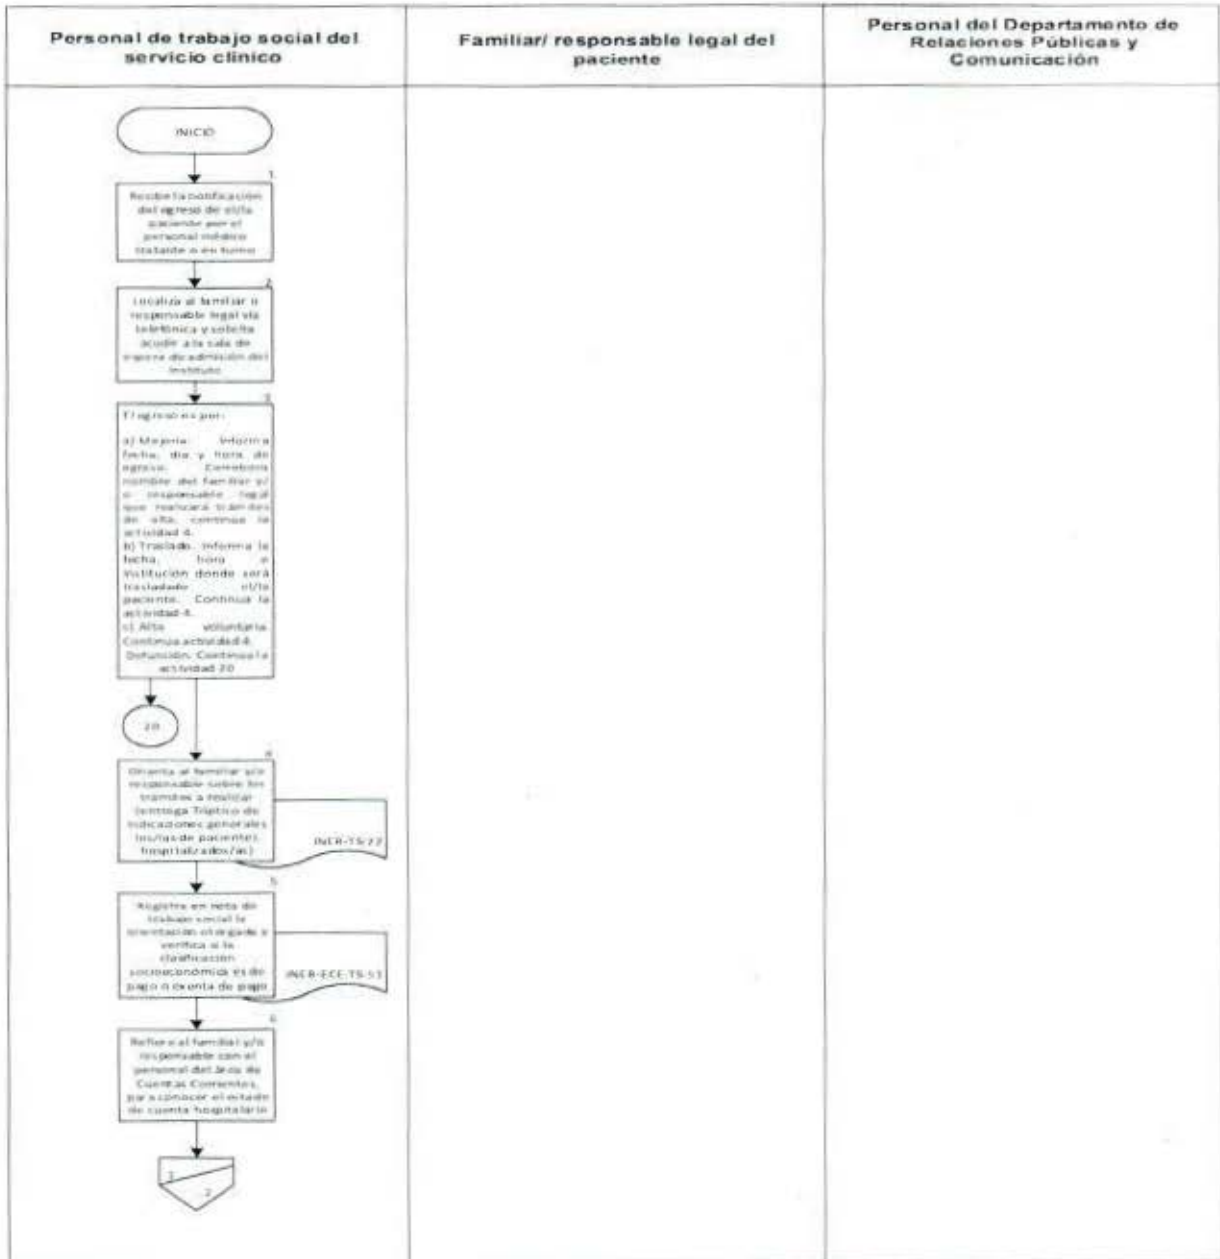 Personal de trabajo social del
servicio clínico
Familiar/ responsable legal del
paciente
Personal del Departamento de
Relaciones Públicas y
Comunicación
INICIO
1
Recibe la notificación
del egreso de el/la
paciente por el
personal médico
tratante o en turno
2
Localiza al familiar o
responsable legal vía
telefónica y solicita
acudir a la sala de
espera de admisión del
Instituto
3
El egreso es por:
a) Mejoría. Informa
fecha, día y hora de
egreso. Corrobora
nombre del familiar y/
o responsable legal
que realizará trámites
de alta, continua la
actividad 4.
b) Traslado. Informa la
fecha, hora e
institución donde será
trasladado el/la
paciente. Continua la
actividad 4.
c) Alta voluntaria.
Continua actividad 4.
Defunción. Continua la
actividad 20
20
4
Orienta al familiar y/o
responsable sobre los
trámites a realizar
(entrega Tríptico de
indicaciones generales
los/las de pacientes
hospitalizados/as)
INCR-TS-22
5
Registra en nota de
trabajo social la
orientación otorgada y
verifica si la
clasificación
socioeconómica es de
pago o exenta de pago
INCR-ECE-TS-51
6
Refiere al familiar y/o
responsable con el
personal del área de
Cuentas Corrientes,
para conocer el estado
de cuenta hospitalario
2